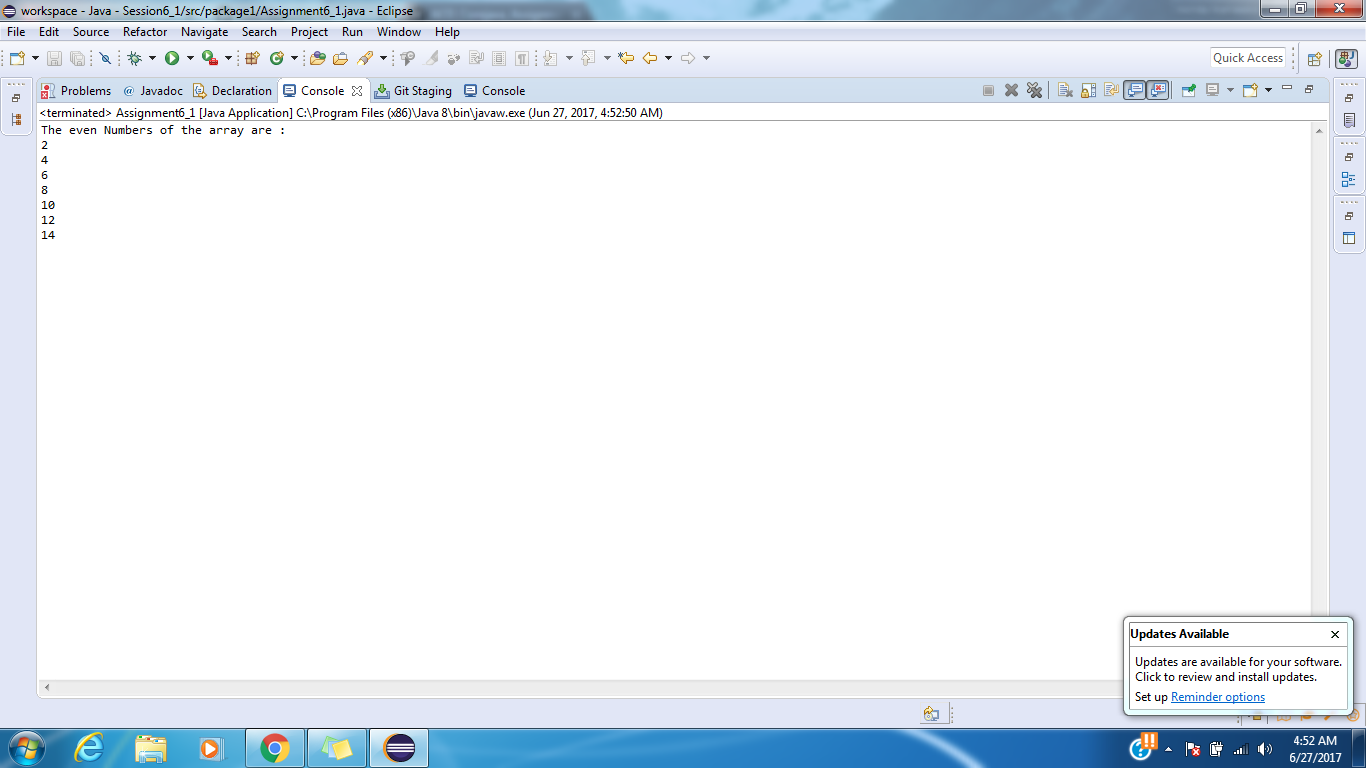 workspace - Java - Session6_1/src/package1/Assignment6_1.java - Eclipse
File Edit Source Refactor Navigate Search Project Run Window Help
Quick Access
Problems @ Javadoc Declaration Console Git Staging Console
<terminated> Assignment6_1 [Java Application] C:\Program Files (x86)\Java 8\bin\javaw.exe (Jun 27, 2017, 4:52:50 AM)
The even Numbers of the array are :
2
4
6
8
10
12
14
Updates Available
Updates are available for your software.
Click to review and install updates.
Set up Reminder options
4:52 AM
6/27/2017